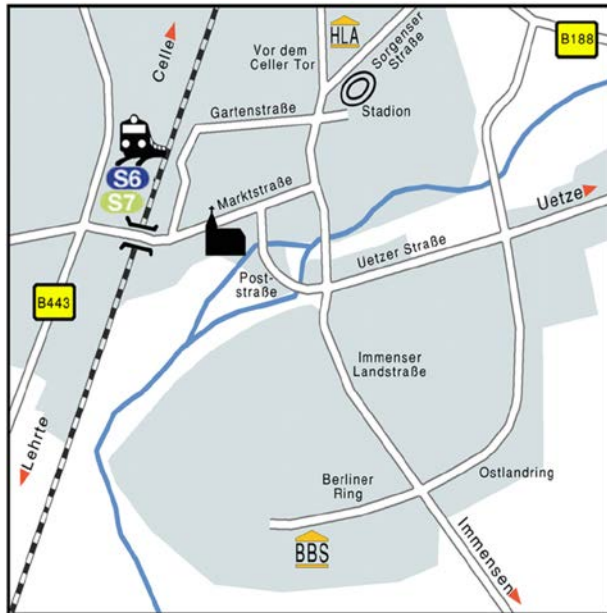 Celle
Vor dem
Celler Tor
HLA
Sorgenser
Straße
B188
Gartenstraße
Stadion
S6
S7
Marktstraße
Uetze
Uetzer Straße
Post-
straße
B443
Immenser
Landstraße
Lehrte
Berliner
Ring
Ostlandring
BBS
Immensen